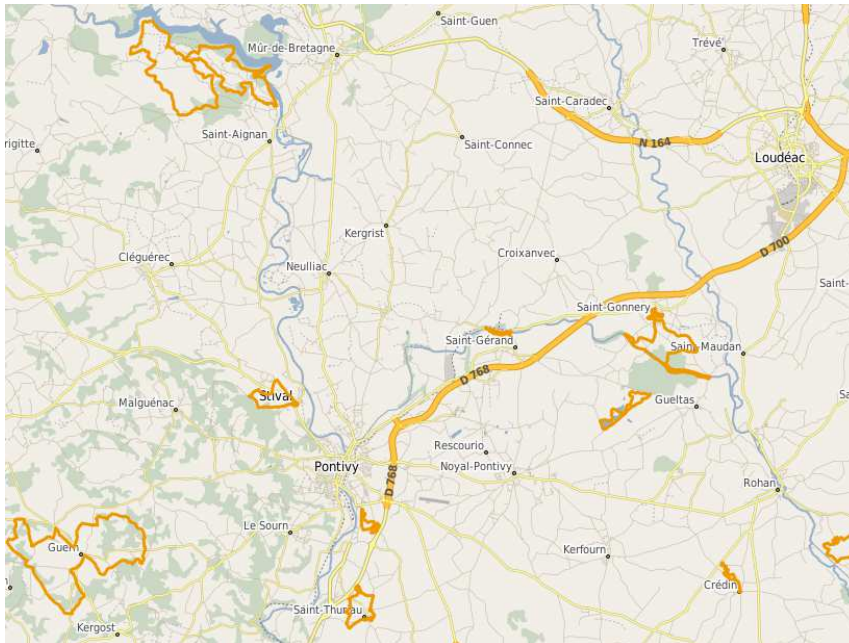 Saint-Guen
Trévé
Mûr-de-Bretagne
Saint-Caradec
Saint-Aignan
rigitte
Saint-Connec
N 164
Loudéac
Kergrist
D 700
Croixanvec
Cléguérec
Neulliac
Saint-
Saint-Gonnery
Saint-Gérand
Saint-Maudan
D 768
Stival
Malguénac
Gueltas
Rescourio
Pontivy
Noyal-Pontivy
D 768
Rohan
Le Sourn
Guern
Kerfourn
Crédin
Saint-Thuriau
Kergost